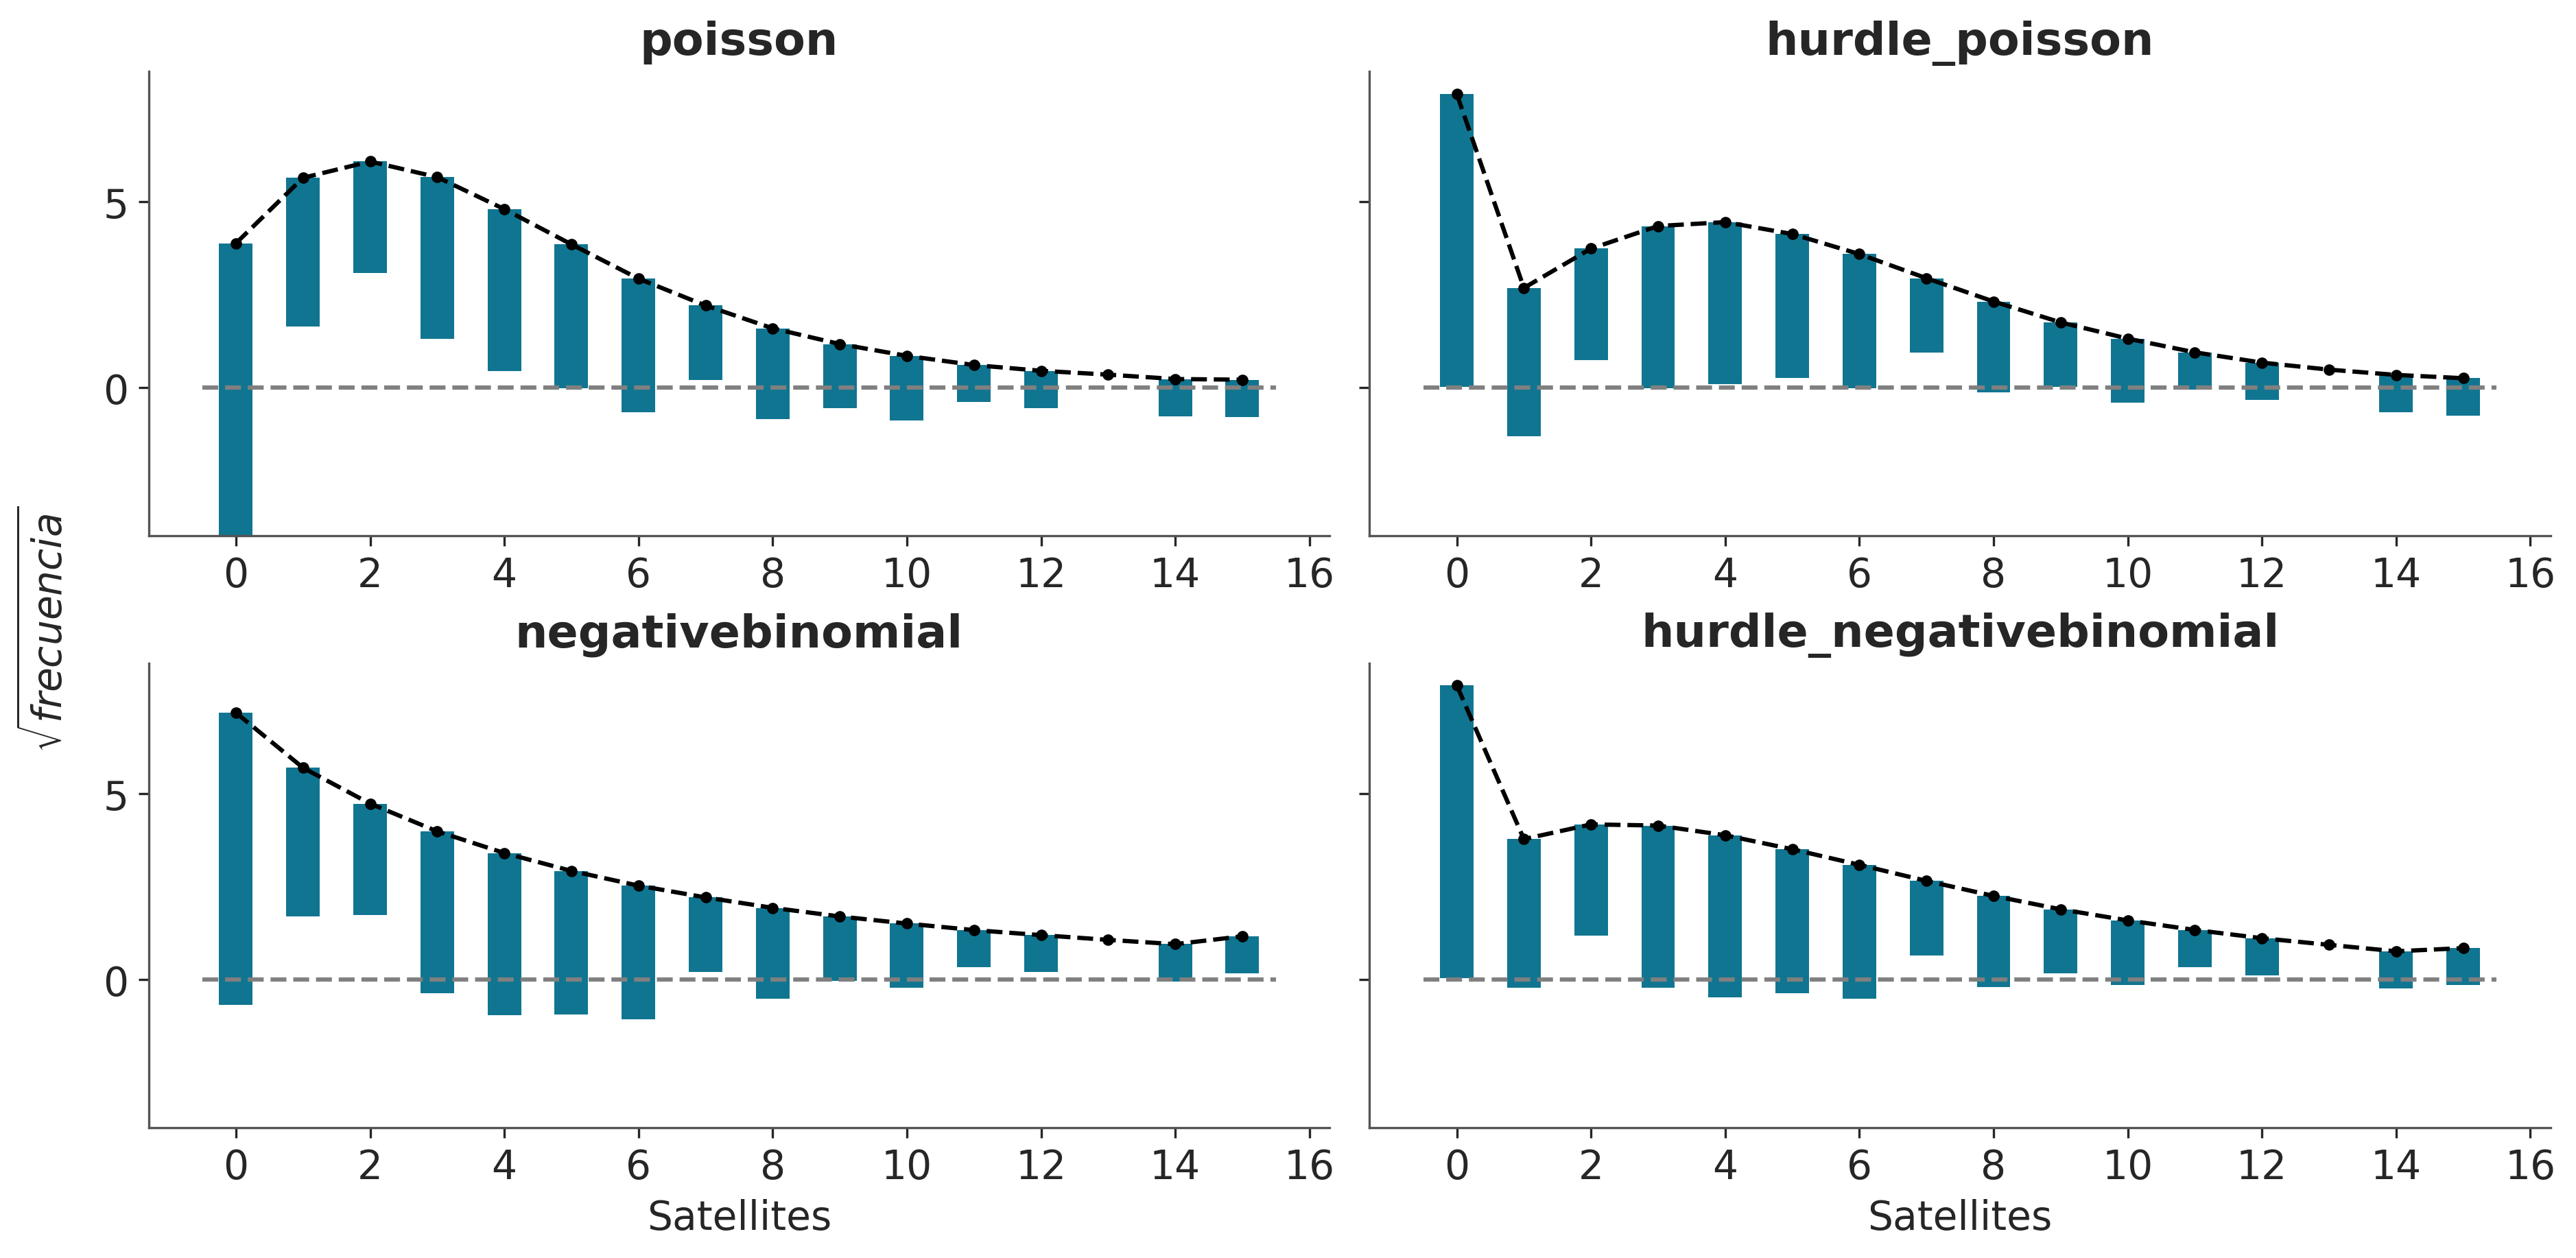 poisson
hurdle_poisson
5
0
0 2 4 6 8 10 12 14 16
0 2 4 6 8 10 12 14 16
√frecuencia
negativebinomial
hurdle_negativebinomial
5
0
0 2 4 6 8 10 12 14 16
0 2 4 6 8 10 12 14 16
Satellites
Satellites